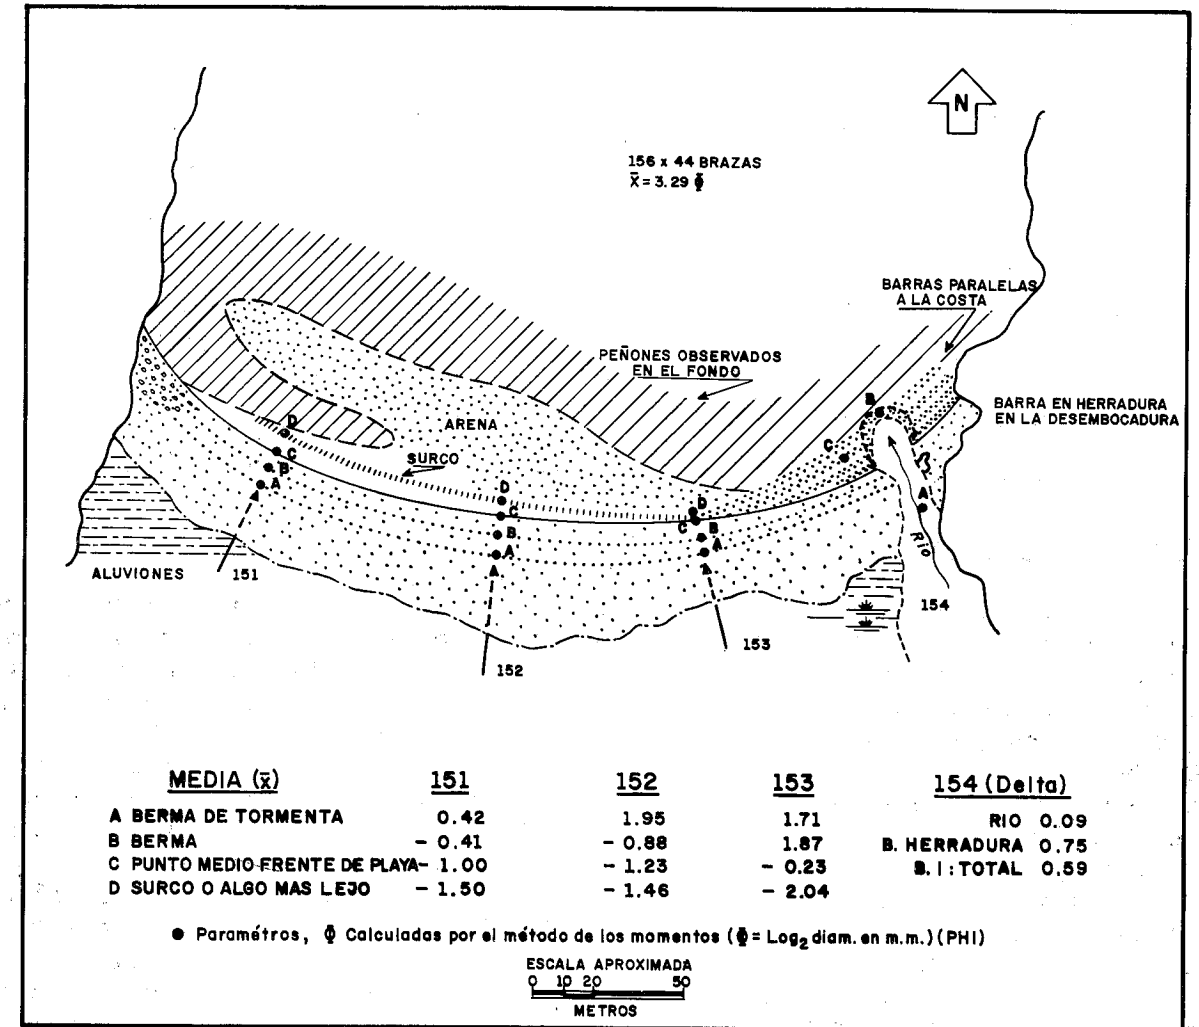 N
156 x 44 BRAZAS
X̄ = 3.29 Φ̄
BARRAS PARALELAS
A LA COSTA
PEÑONES OBSERVADOS
EN EL FONDO
BARRA EN HERRADURA
EN LA DESEMBOCADURA
ARENA
SURCO
D
C
B
A
D
C
B
A
D
C
B
A
B
C
A
Rio
ALUVIONES
151
152
153
154
MEDIA (x̄) 151 152 153 154 (Delta)
A BERMA DE TORMENTA 0.42 1.95 1.71 RIO 0.09
B BERMA - 0.41 - 0.88 1.87 B. HERRADURA 0.75
C PUNTO MEDIO FRENTE DE PLAYA - 1.00 - 1.23 - 0.23 B. I : TOTAL 0.59
D SURCO O ALGO MAS LEJO - 1.50 - 1.46 - 2.04
● Paramétros, Φ̄ Calculadas por el método de los momentos (Φ̄ = Log2 diam. en m.m.) (PHI)
ESCALA APROXIMADA
0 10 20 50
METROS